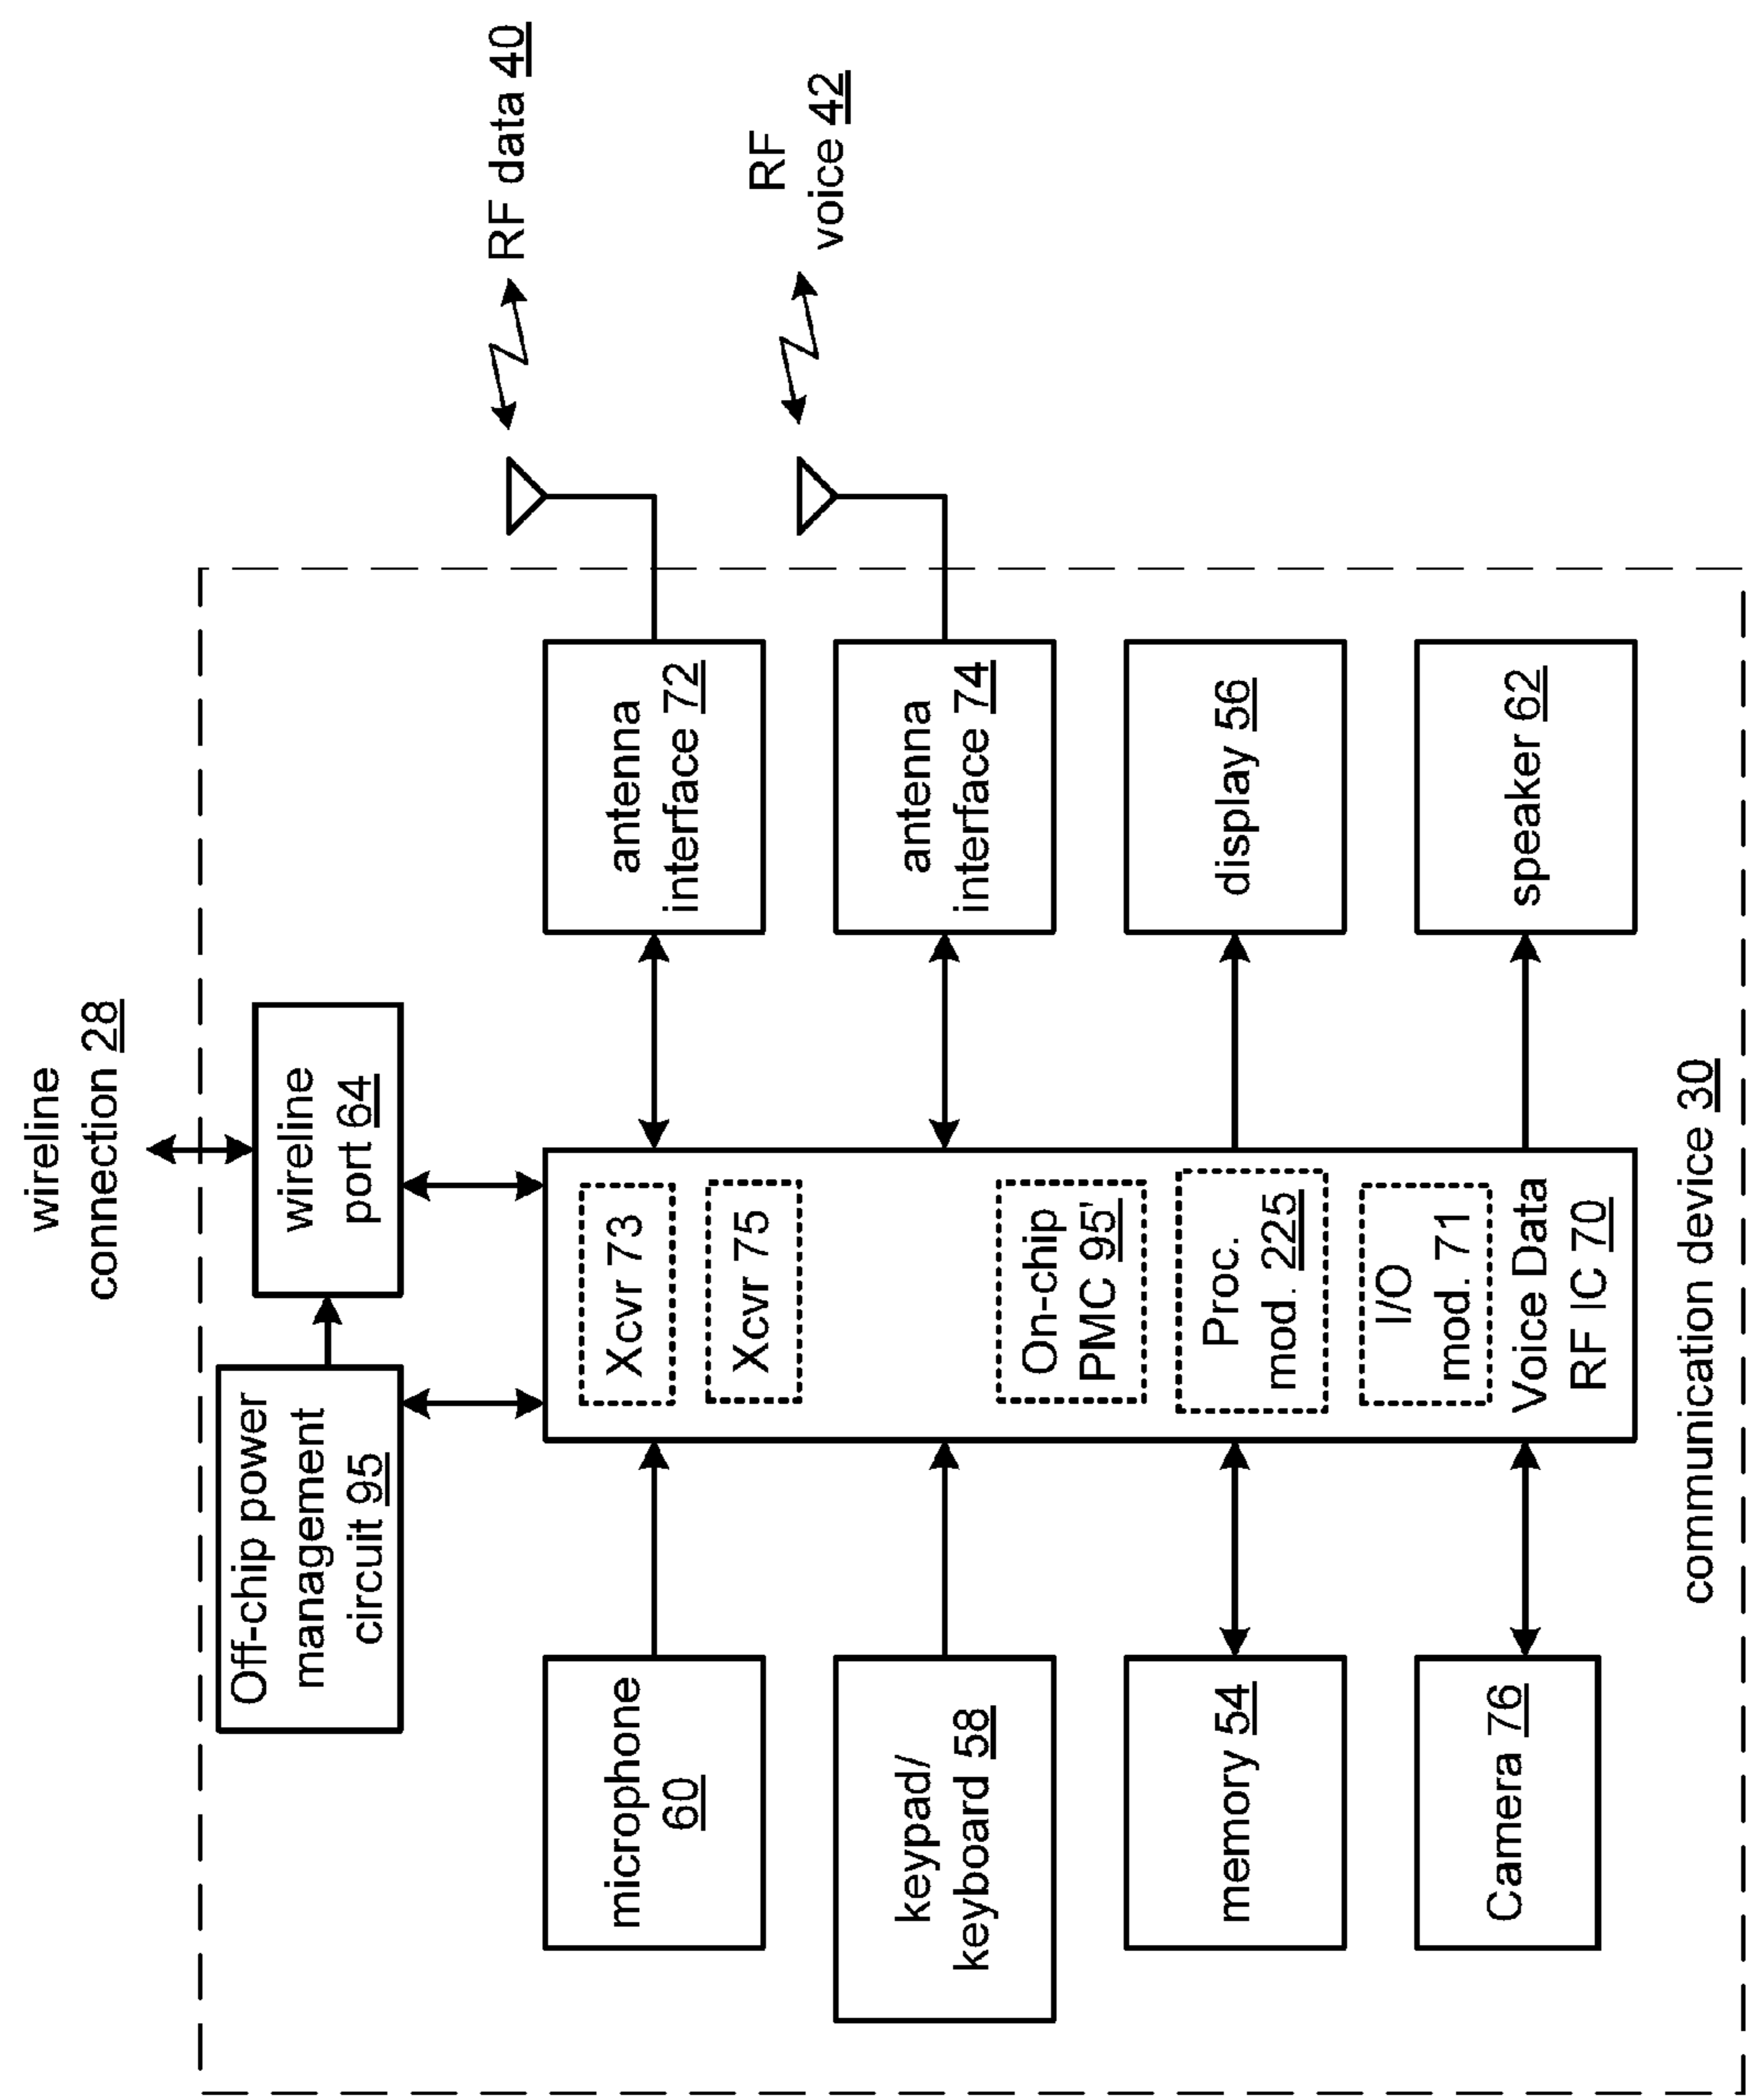 wireline
connection 28
RF data 40
RF
voice 42
Off-chip power
management
circuit 95
wireline
port 64
microphone
60
keypad/
keyboard 58
memory 54
Camera 76
Xcvr 73
Xcvr 75
On-chip
PMC 95'
Proc.
mod. 225
I/O
mod. 71
Voice Data
RF IC 70
antenna
interface 72
antenna
interface 74
display 56
speaker 62
communication device 30